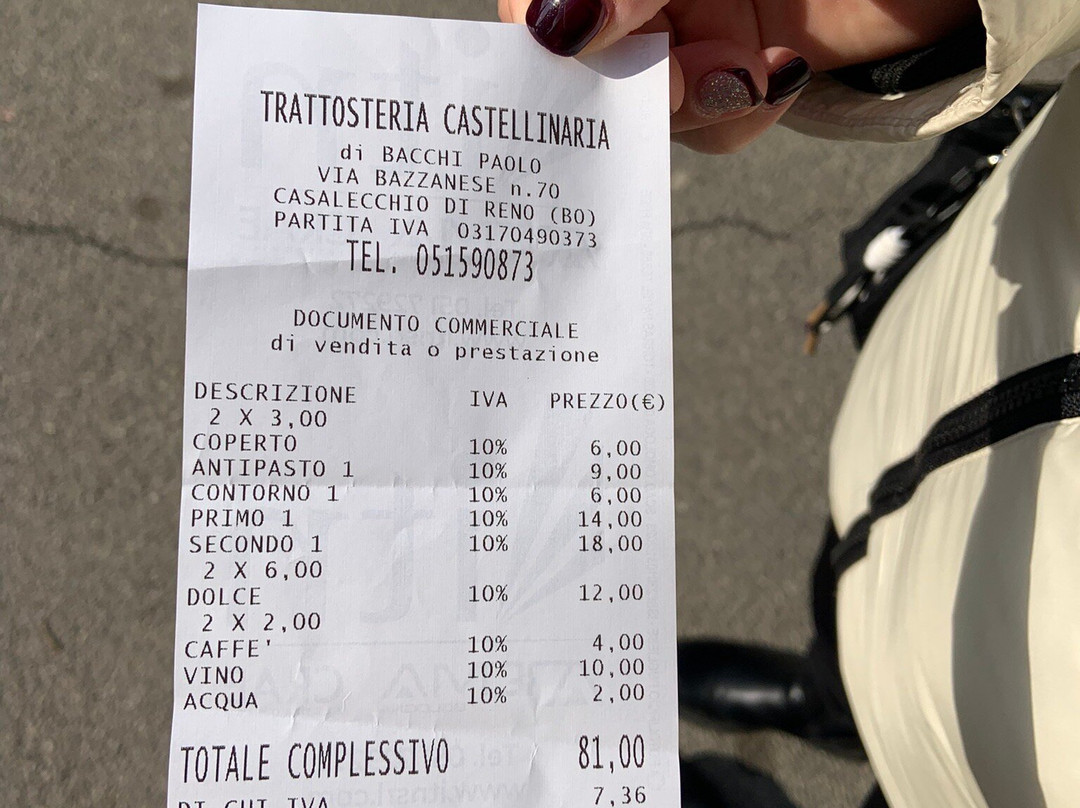 TRATTOSTERIA CASTELLINARIA
di BACCHI PAOLO
VIA BAZZANESE n.70
CASALECCHIO DI RENO (BO)
PARTITA IVA 03170490373
TEL. 051590873
DOCUMENTO COMMERCIALE
di vendita o prestazione
DESCRIZIONE IVA PREZZO(€)
2 X 3,00
COPERTO 10% 6,00
ANTIPASTO 1 10% 9,00
CONTORNO 1 10% 6,00
PRIMO 1 10% 14,00
SECONDO 1 10% 18,00
2 X 6,00
DOLCE 10% 12,00
2 X 2,00
CAFFE' 10% 4,00
VINO 10% 10,00
ACQUA 10% 2,00
TOTALE COMPLESSIVO 81,00
DI CUI IVA 7,36